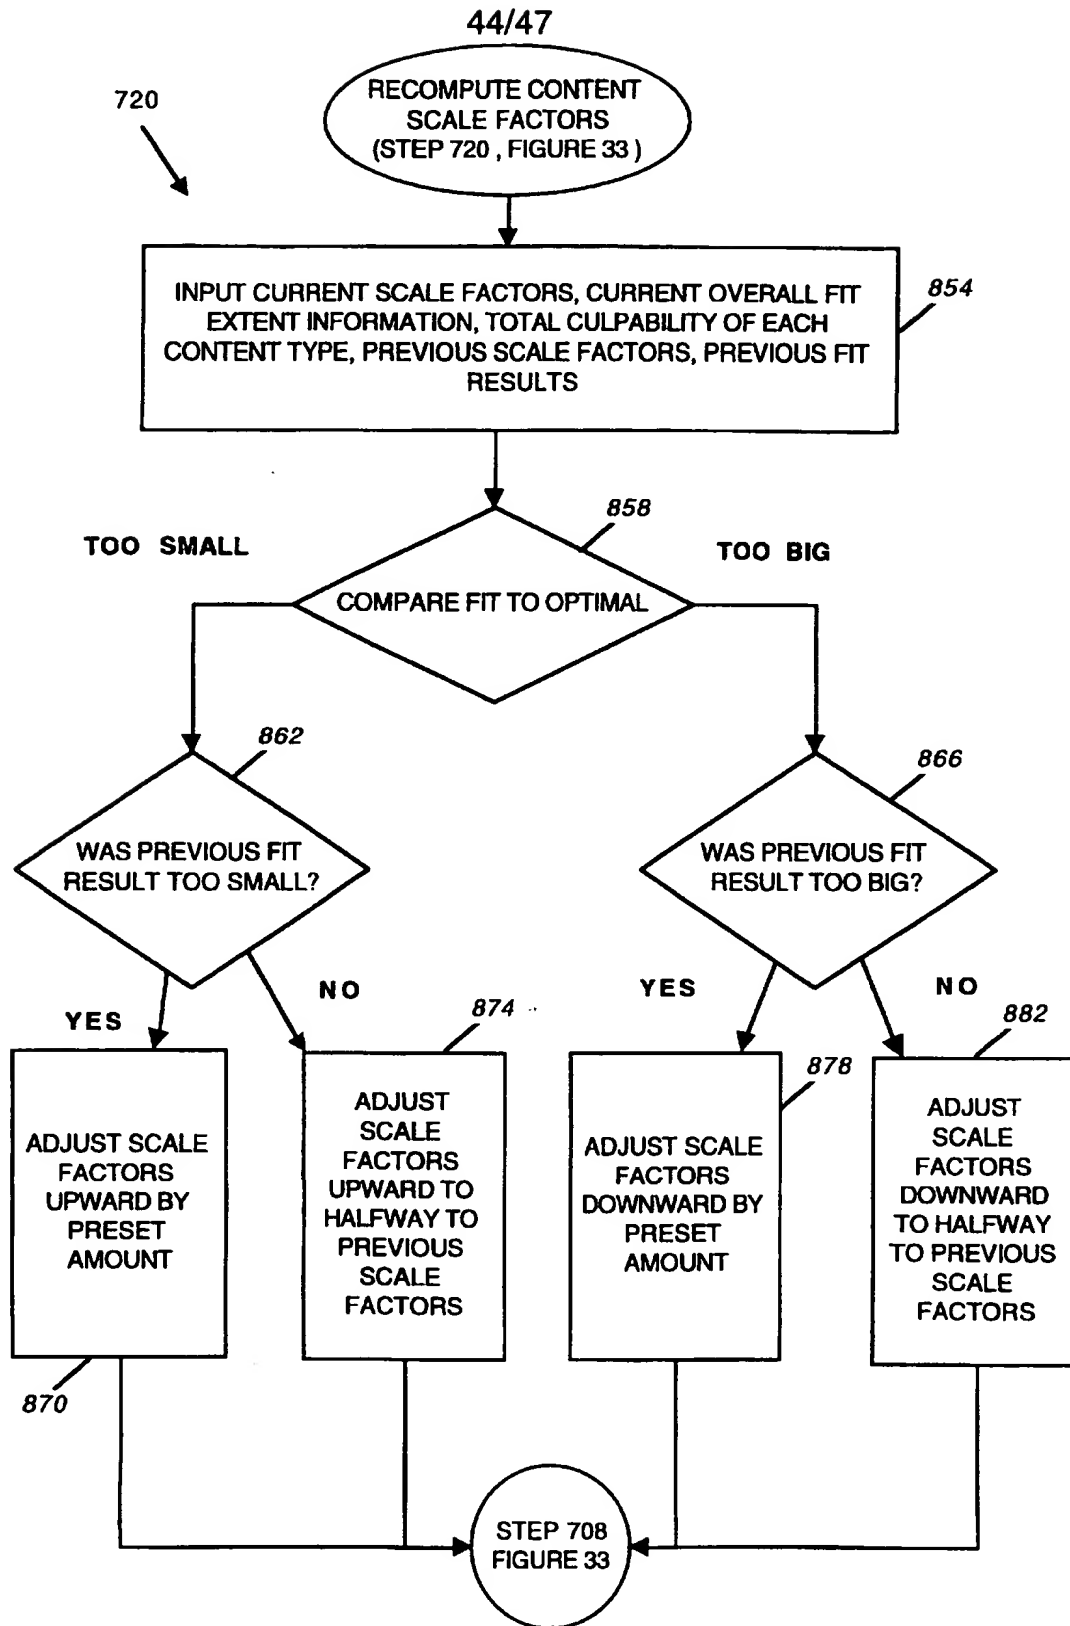 44/47
RECOMPUTE CONTENT
SCALE FACTORS
(STEP 720 , FIGURE 33 )
720
INPUT CURRENT SCALE FACTORS, CURRENT OVERALL FIT
EXTENT INFORMATION, TOTAL CULPABILITY OF EACH
CONTENT TYPE, PREVIOUS SCALE FACTORS, PREVIOUS FIT
RESULTS
854
858
TOO SMALL
TOO BIG
COMPARE FIT TO OPTIMAL
862
866
WAS PREVIOUS FIT
RESULT TOO SMALL?
WAS PREVIOUS FIT
RESULT TOO BIG?
YES
NO
YES
NO
874
882
878
ADJUST SCALE
FACTORS
UPWARD BY
PRESET
AMOUNT
870
ADJUST
SCALE
FACTORS
UPWARD TO
HALFWAY TO
PREVIOUS
SCALE
FACTORS
ADJUST SCALE
FACTORS
DOWNWARD BY
PRESET
AMOUNT
ADJUST
SCALE
FACTORS
DOWNWARD
TO HALFWAY
TO PREVIOUS
SCALE
FACTORS
STEP 708
FIGURE 33